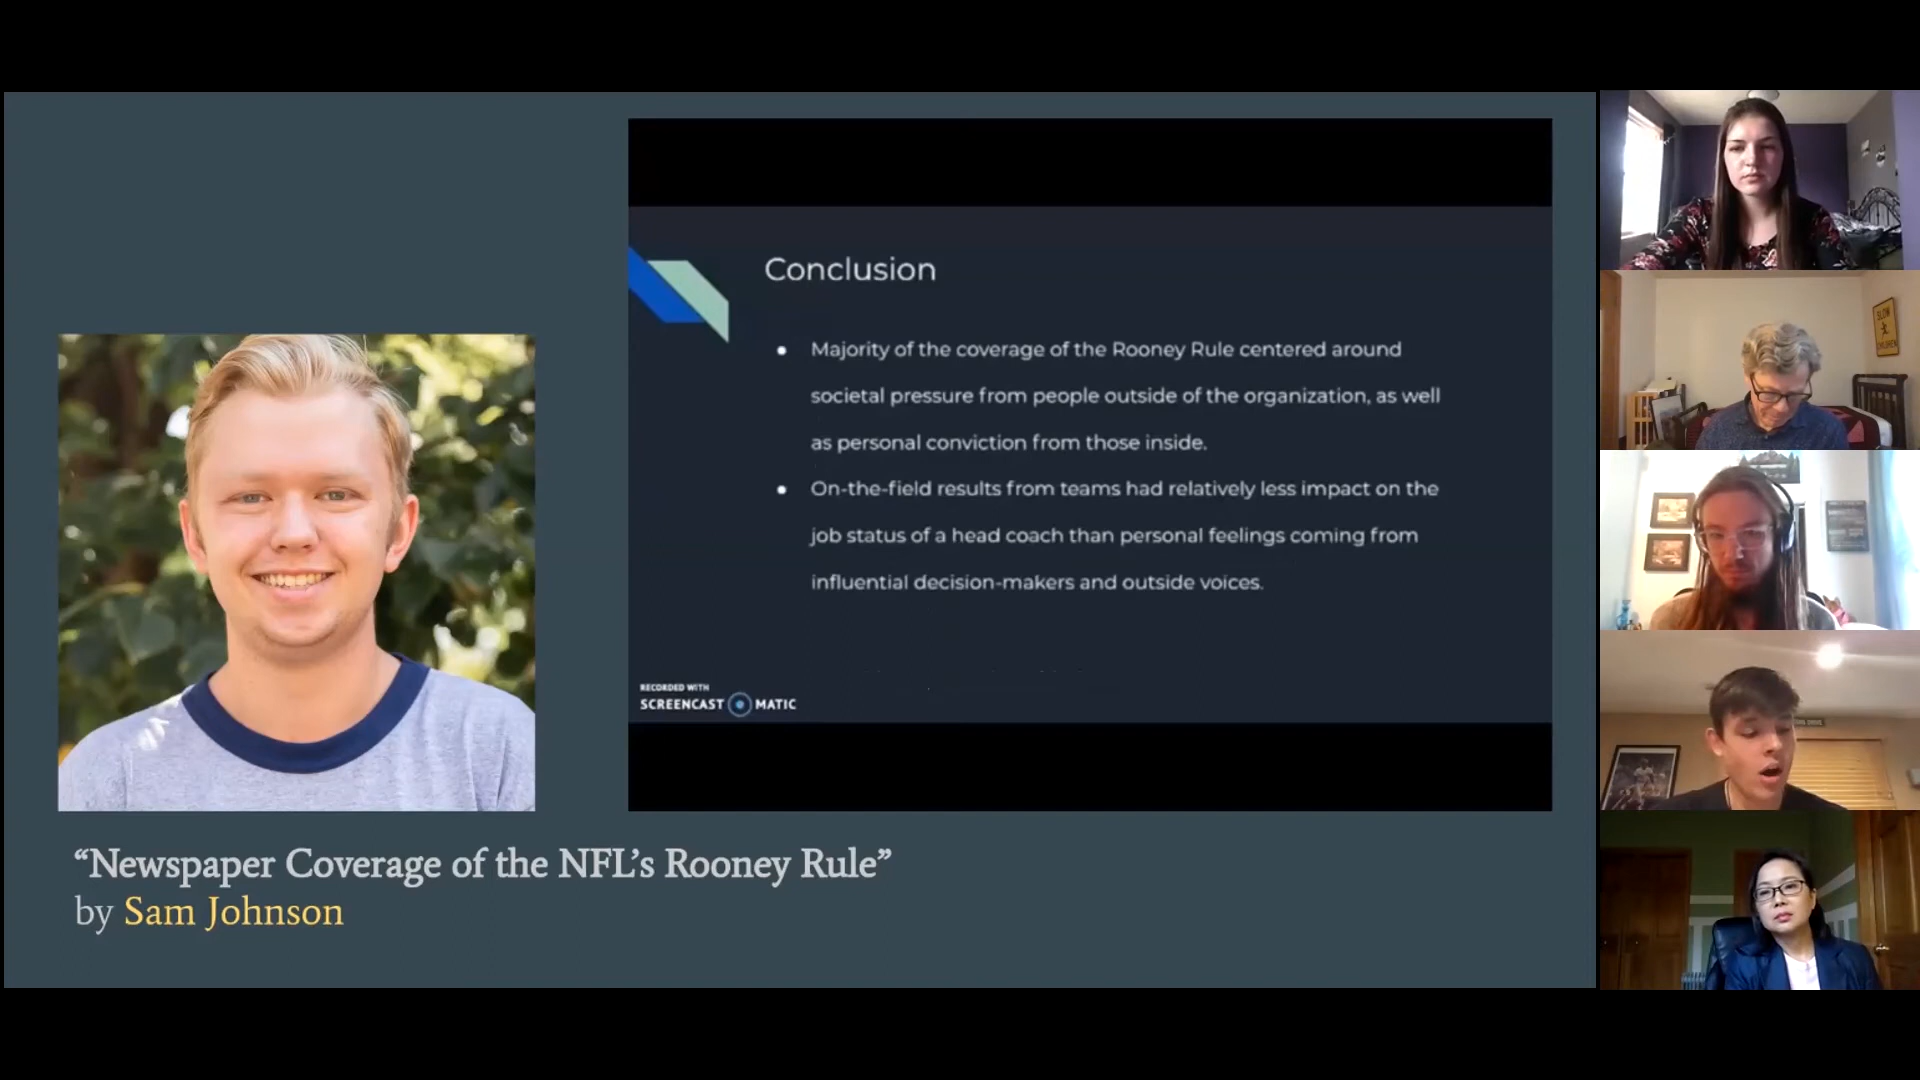 Conclusion
● Majority of the coverage of the Rooney Rule centered around
societal pressure from people outside of the organization, as well
as personal conviction from those inside.
● On-the-field results from teams had relatively less impact on the
job status of a head coach than personal feelings coming from
influential decision-makers and outside voices.
RECORDED WITH
SCREENCAST MATIC
“Newspaper Coverage of the NFL’s Rooney Rule”
by Sam Johnson
SLOW
CHILDREN